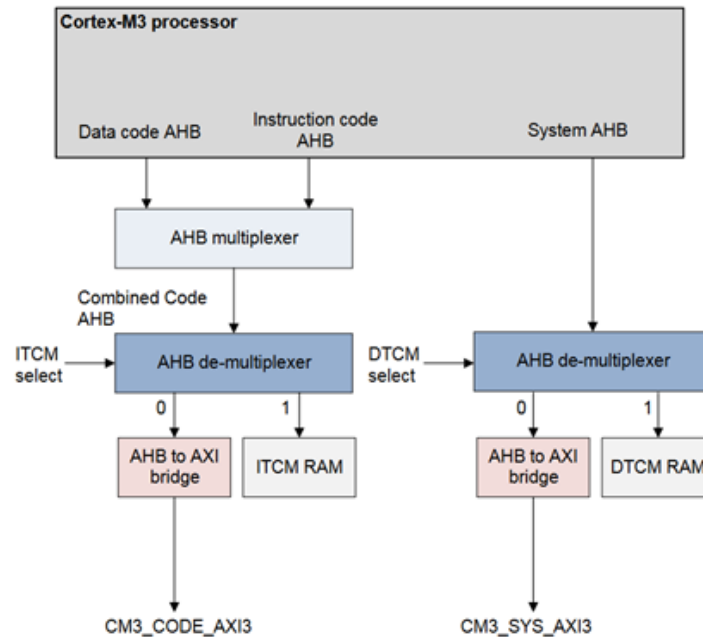 Cortex-M3 processor
Data code AHB
Instruction code
AHB
System AHB
AHB multiplexer
Combined Code
AHB
ITCM
select
AHB de-multiplexer
DTCM
select
AHB de-multiplexer
0
1
0
1
AHB to AXI
bridge
ITCM RAM
AHB to AXI
bridge
DTCM RAM
CM3_CODE_AXI3
CM3_SYS_AXI3